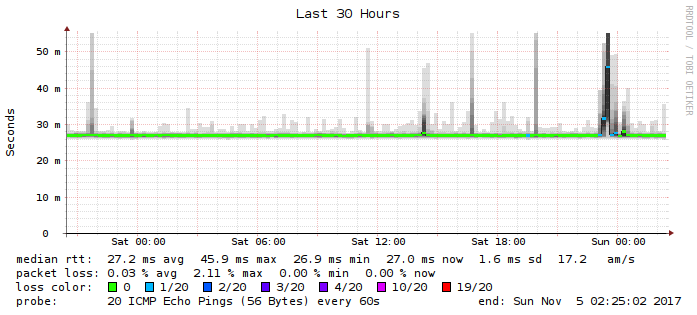 Last 30 Hours
RRDTOOL / TOBI OETIKER
Seconds
50 m
40 m
30 m
20 m
10 m
0
Sat 00:00 Sat 06:00 Sat 12:00 Sat 18:00 Sun 00:00
median rtt: 27.2 ms avg 45.9 ms max 26.9 ms min 27.0 ms now 1.6 ms sd 17.2 am/s
packet loss: 0.03 % avg 2.11 % max 0.00 % min 0.00 % now
loss color: 0 1/20 2/20 3/20 4/20 10/20 19/20
probe: 20 ICMP Echo Pings (56 Bytes) every 60s end: Sun Nov 5 02:25:02 2017